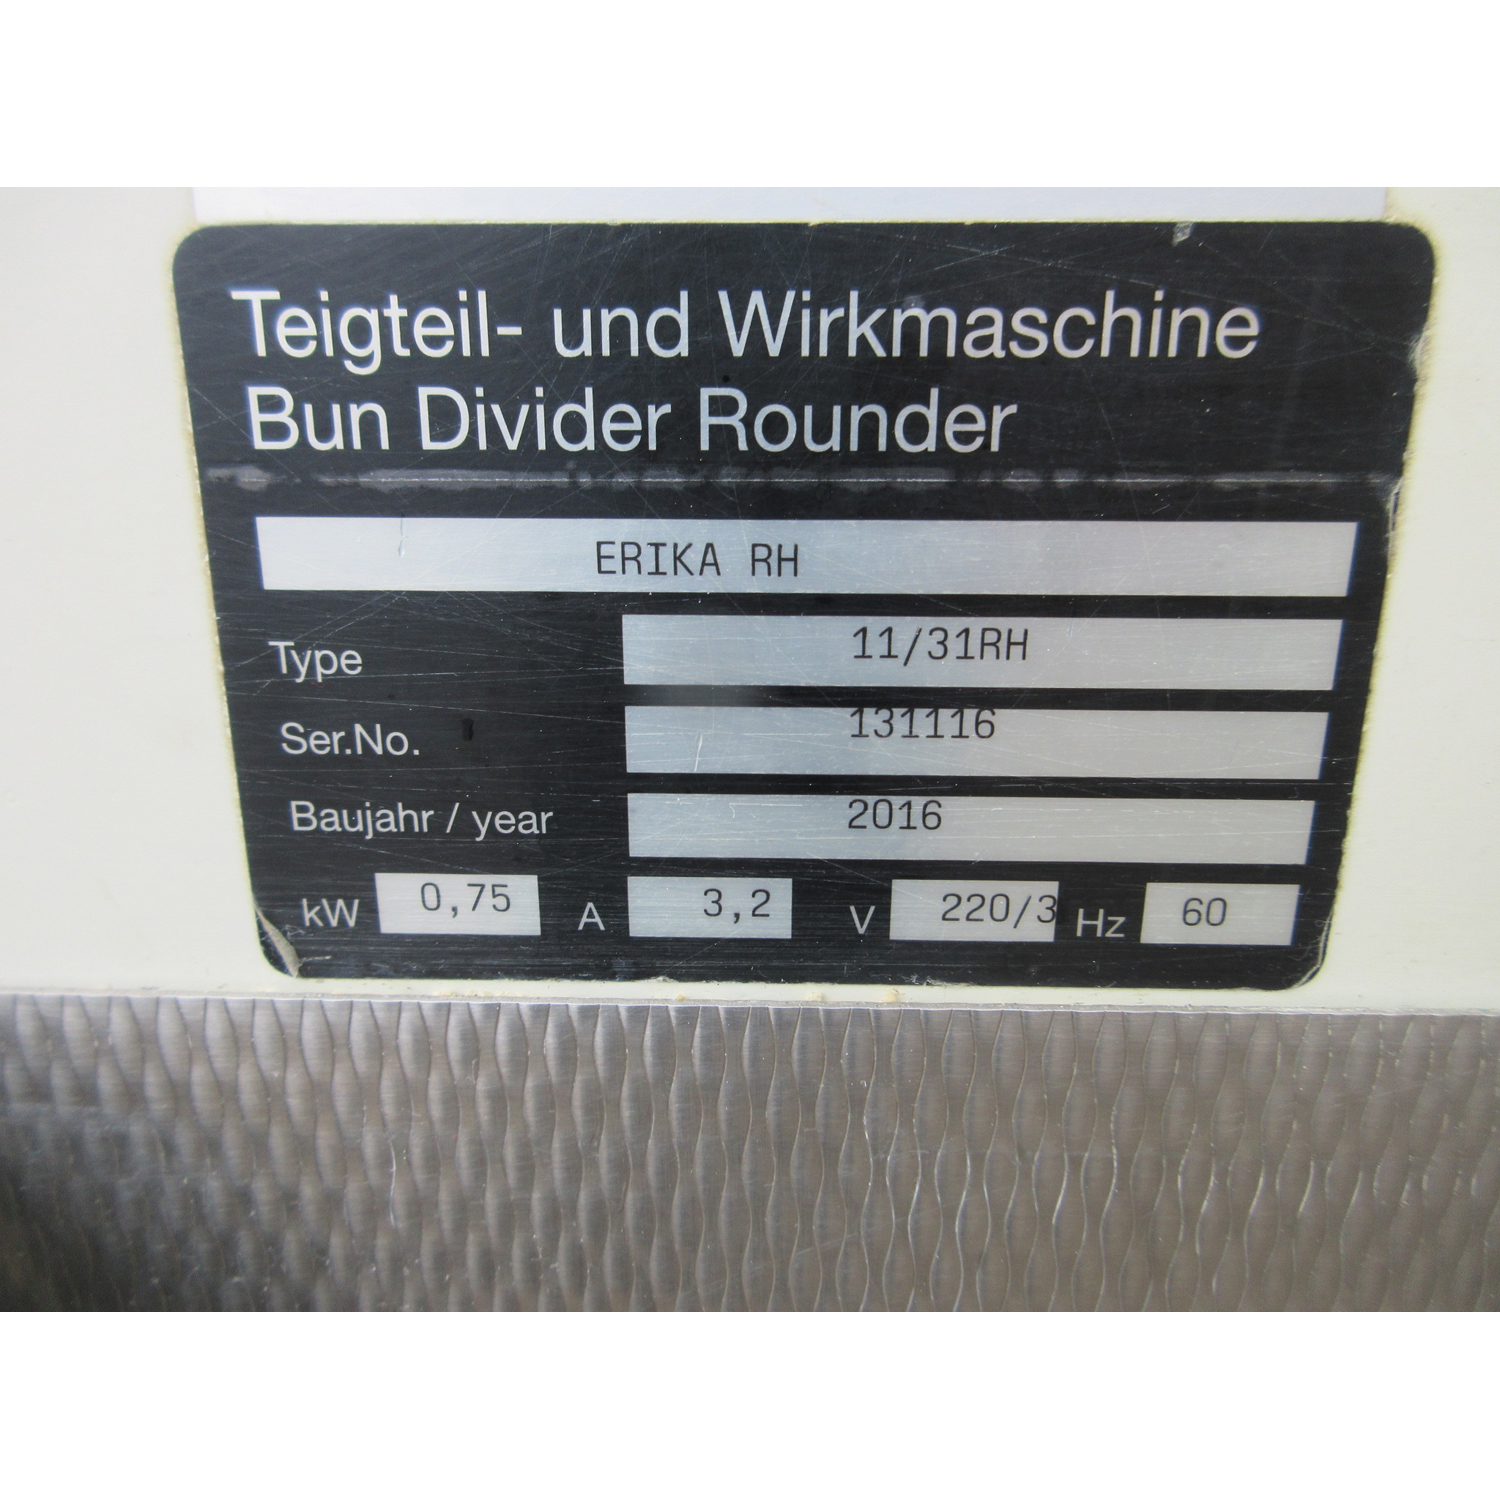 Teigteil- und Wirkmaschine
Bun Divider Rounder
ERIKA RH
Type 11/31RH
Ser.No. 131116
Baujahr / year 2016
kW 0,75 A 3,2 V 220/3 Hz 60